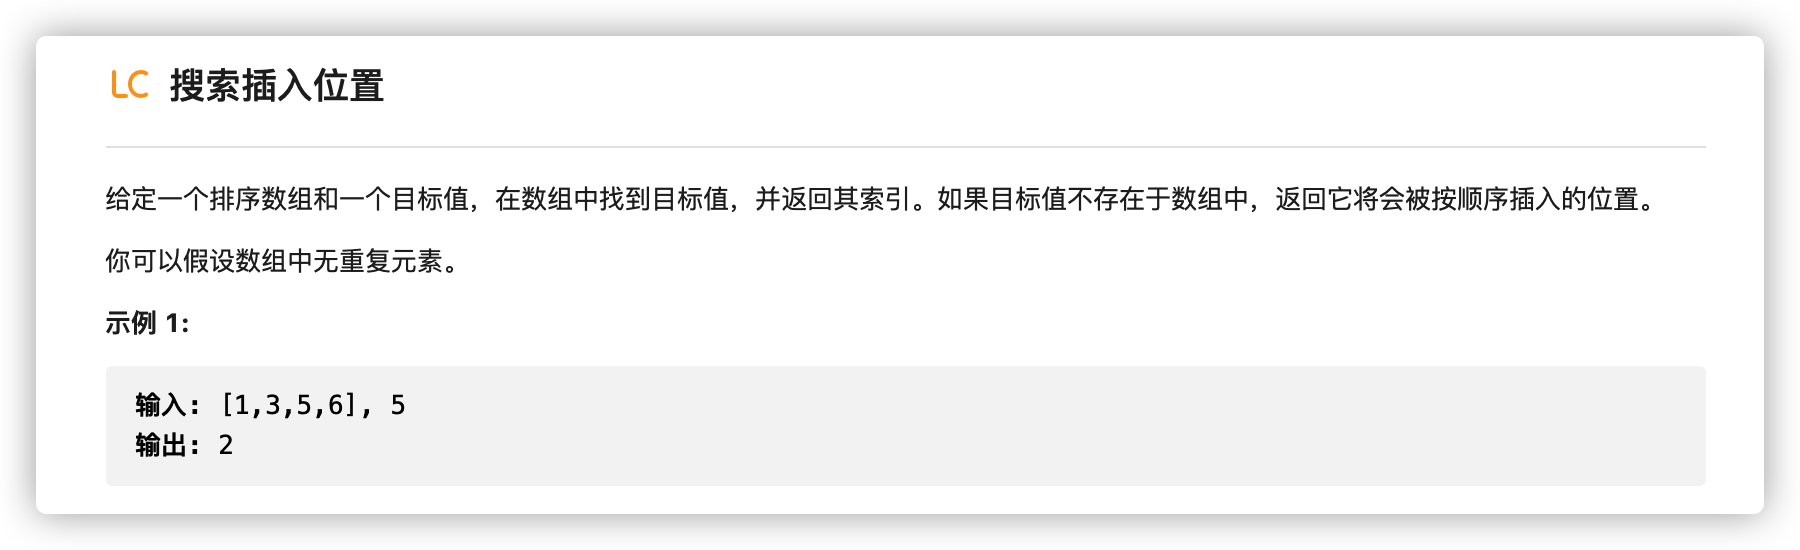 LC 搜索插入位置
给定一个排序数组和一个目标值，在数组中找到目标值，并返回其索引。如果目标值不存在于数组中，返回它将会被按顺序插入的位置。
你可以假设数组中无重复元素。
示例 1:
输入: [1,3,5,6], 5
输出: 2